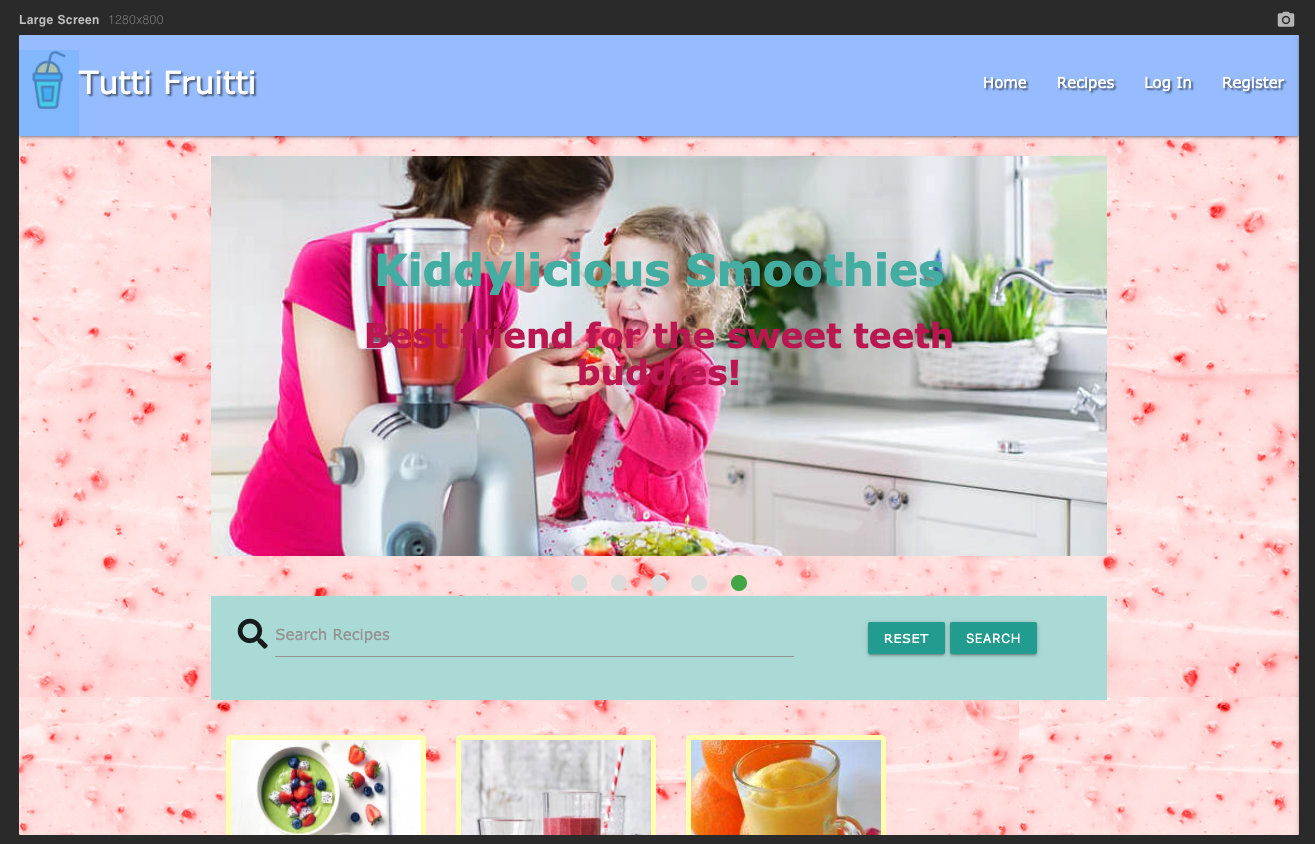 Large Screen 1280x800
Tutti Fruitti
Home Recipes Log In Register
Kiddylicious Smoothies
Best friend for the sweet teeth
buddies!
Search Recipes
RESET SEARCH